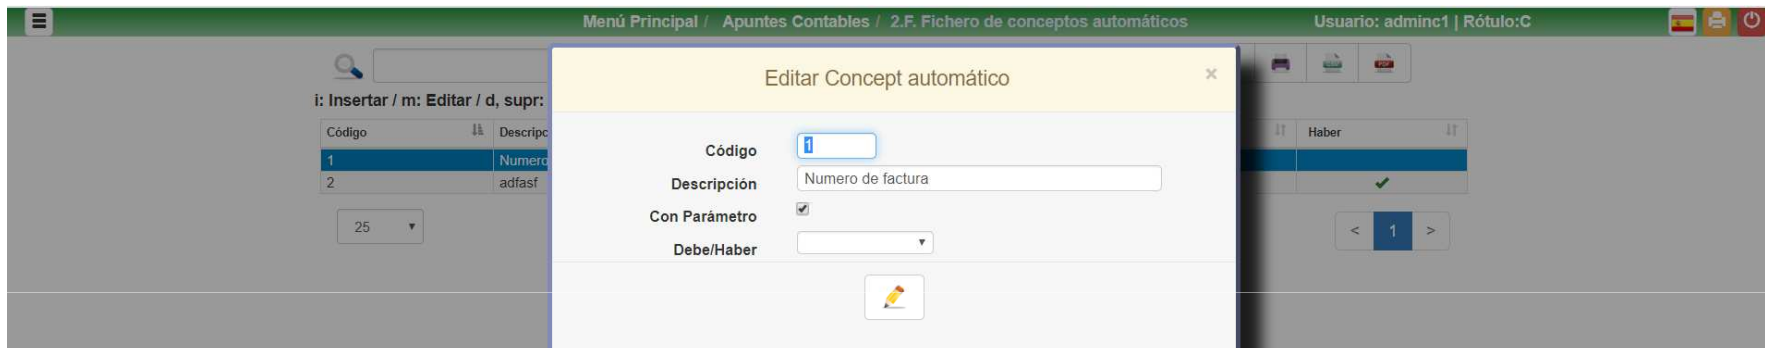 Menú Principal / Apuntes Contables / 2.F. Fichero de conceptos automáticos Usuario: adminc1 | Rótulo:C
Editar Concept automático ×
i: Insertar / m: Editar / d, supr:
Código Descripc Haber
1 Numero
2 adfasf
Código 1
Descripción Numero de factura
Con Parámetro
Debe/Haber
25 < 1 >